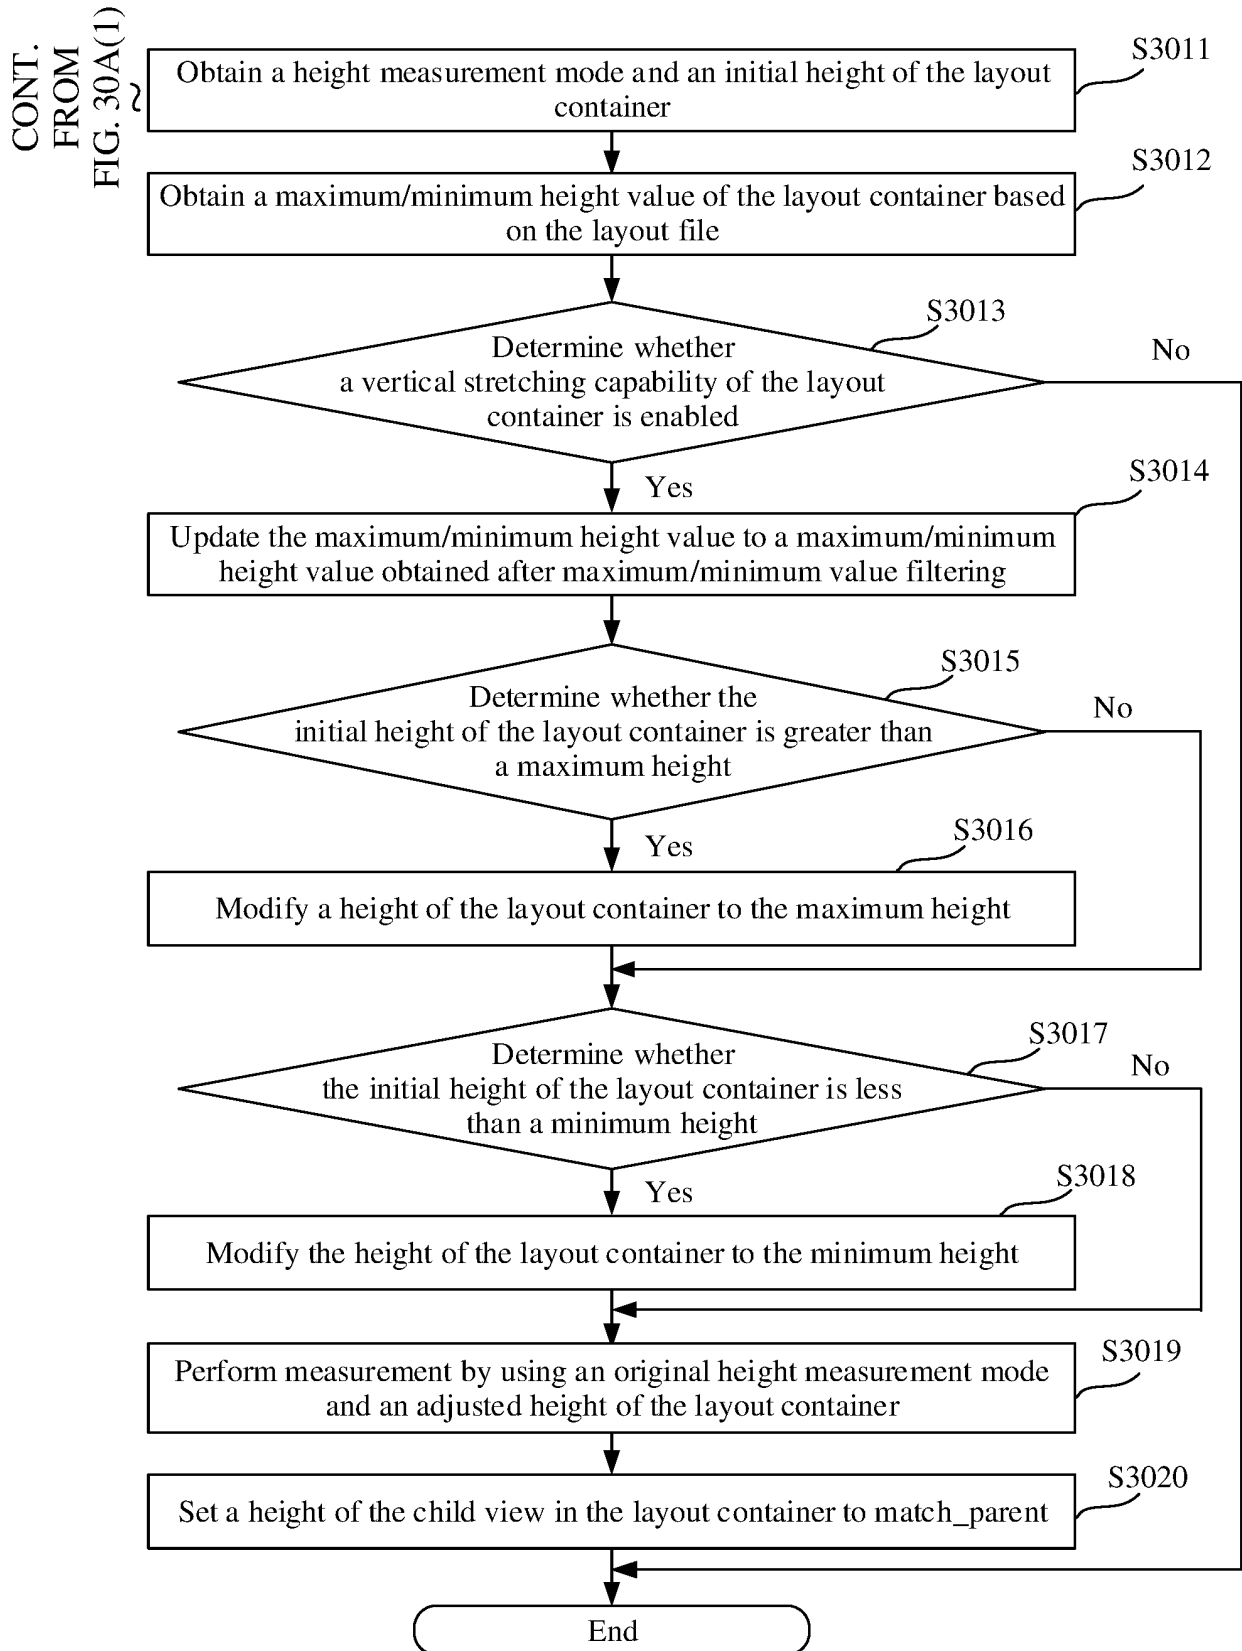 CONT.
FROM
FIG. 30A(1)
~
S3011
Obtain a height measurement mode and an initial height of the layout
container
S3012
Obtain a maximum/minimum height value of the layout container based
on the layout file
S3013
Determine whether
a vertical stretching capability of the layout
container is enabled
No
Yes
S3014
Update the maximum/minimum height value to a maximum/minimum
height value obtained after maximum/minimum value filtering
S3015
Determine whether the
initial height of the layout container is greater than
a maximum height
No
Yes
S3016
Modify a height of the layout container to the maximum height
S3017
Determine whether
the initial height of the layout container is less
than a minimum height
No
Yes
S3018
Modify the height of the layout container to the minimum height
S3019
Perform measurement by using an original height measurement mode
and an adjusted height of the layout container
S3020
Set a height of the child view in the layout container to match_parent
End